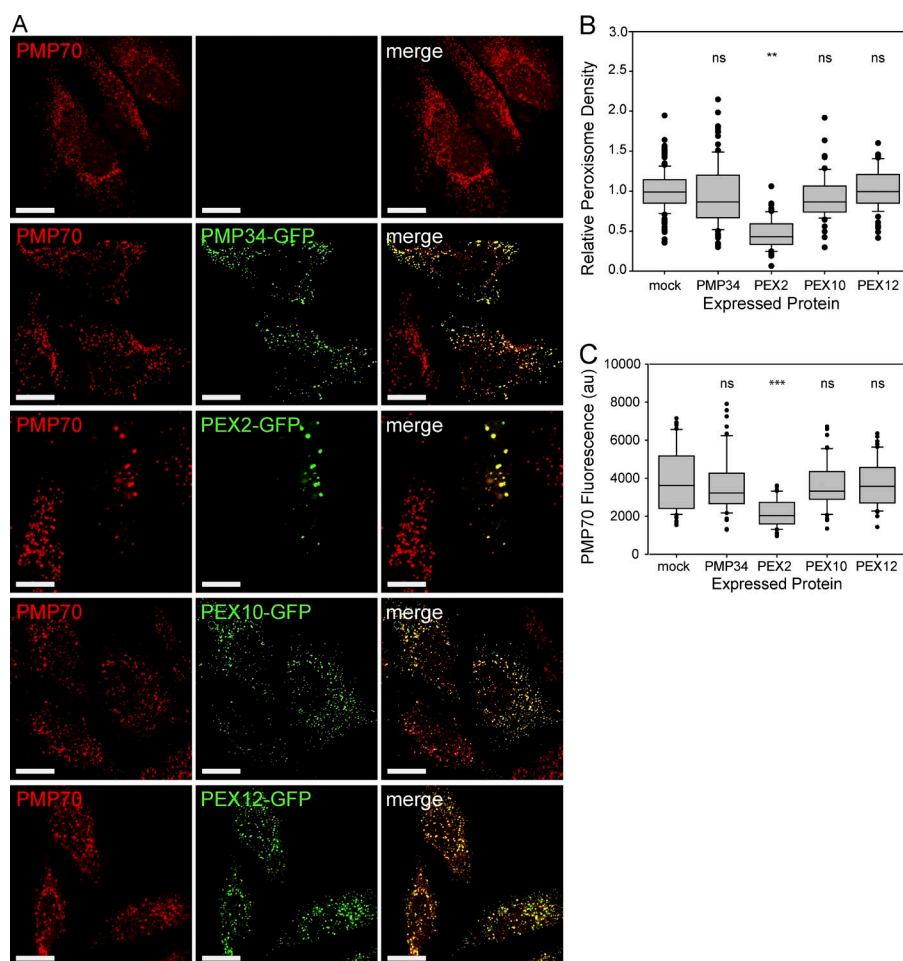 A
PMP70
merge
PMP70
PMP34-GFP
merge
PMP70
PEX2-GFP
merge
PMP70
PEX10-GFP
merge
PMP70
PEX12-GFP
merge
B
Relative Peroxisome Density
3.0
2.5
2.0
1.5
1.0
0.5
0.0
ns ** ns ns
mock PMP34 PEX2 PEX10 PEX12
Expressed Protein
C
PMP70 Fluorescence (au)
10000
8000
6000
4000
2000
0
ns *** ns ns
mock PMP34 PEX2 PEX10 PEX12
Expressed Protein